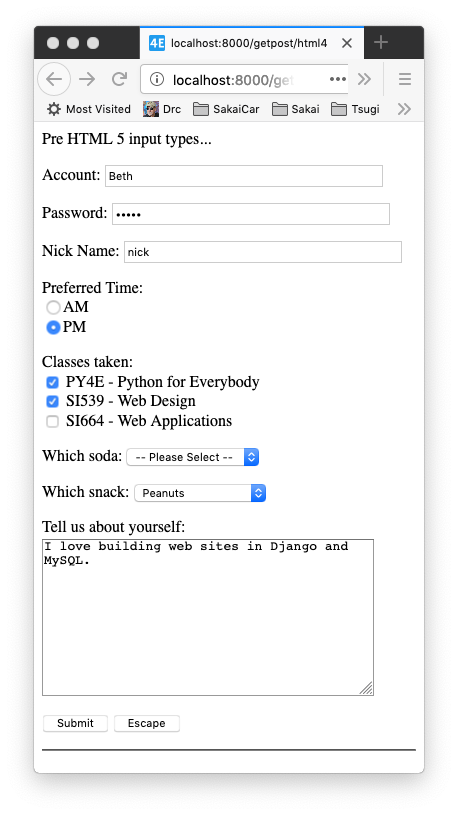 4E localhost:8000/getpost/html4
localhost:8000/get
Most Visited Drc SakaiCar Sakai Tsugi
Pre HTML 5 input types...
Account: Beth
Password: •••••
Nick Name: nick
Preferred Time:
AM
PM
Classes taken:
PY4E - Python for Everybody
SI539 - Web Design
SI664 - Web Applications
Which soda: -- Please Select --
Which snack: Peanuts
Tell us about yourself:
I love building web sites in Django and
MySQL.
Submit Escape